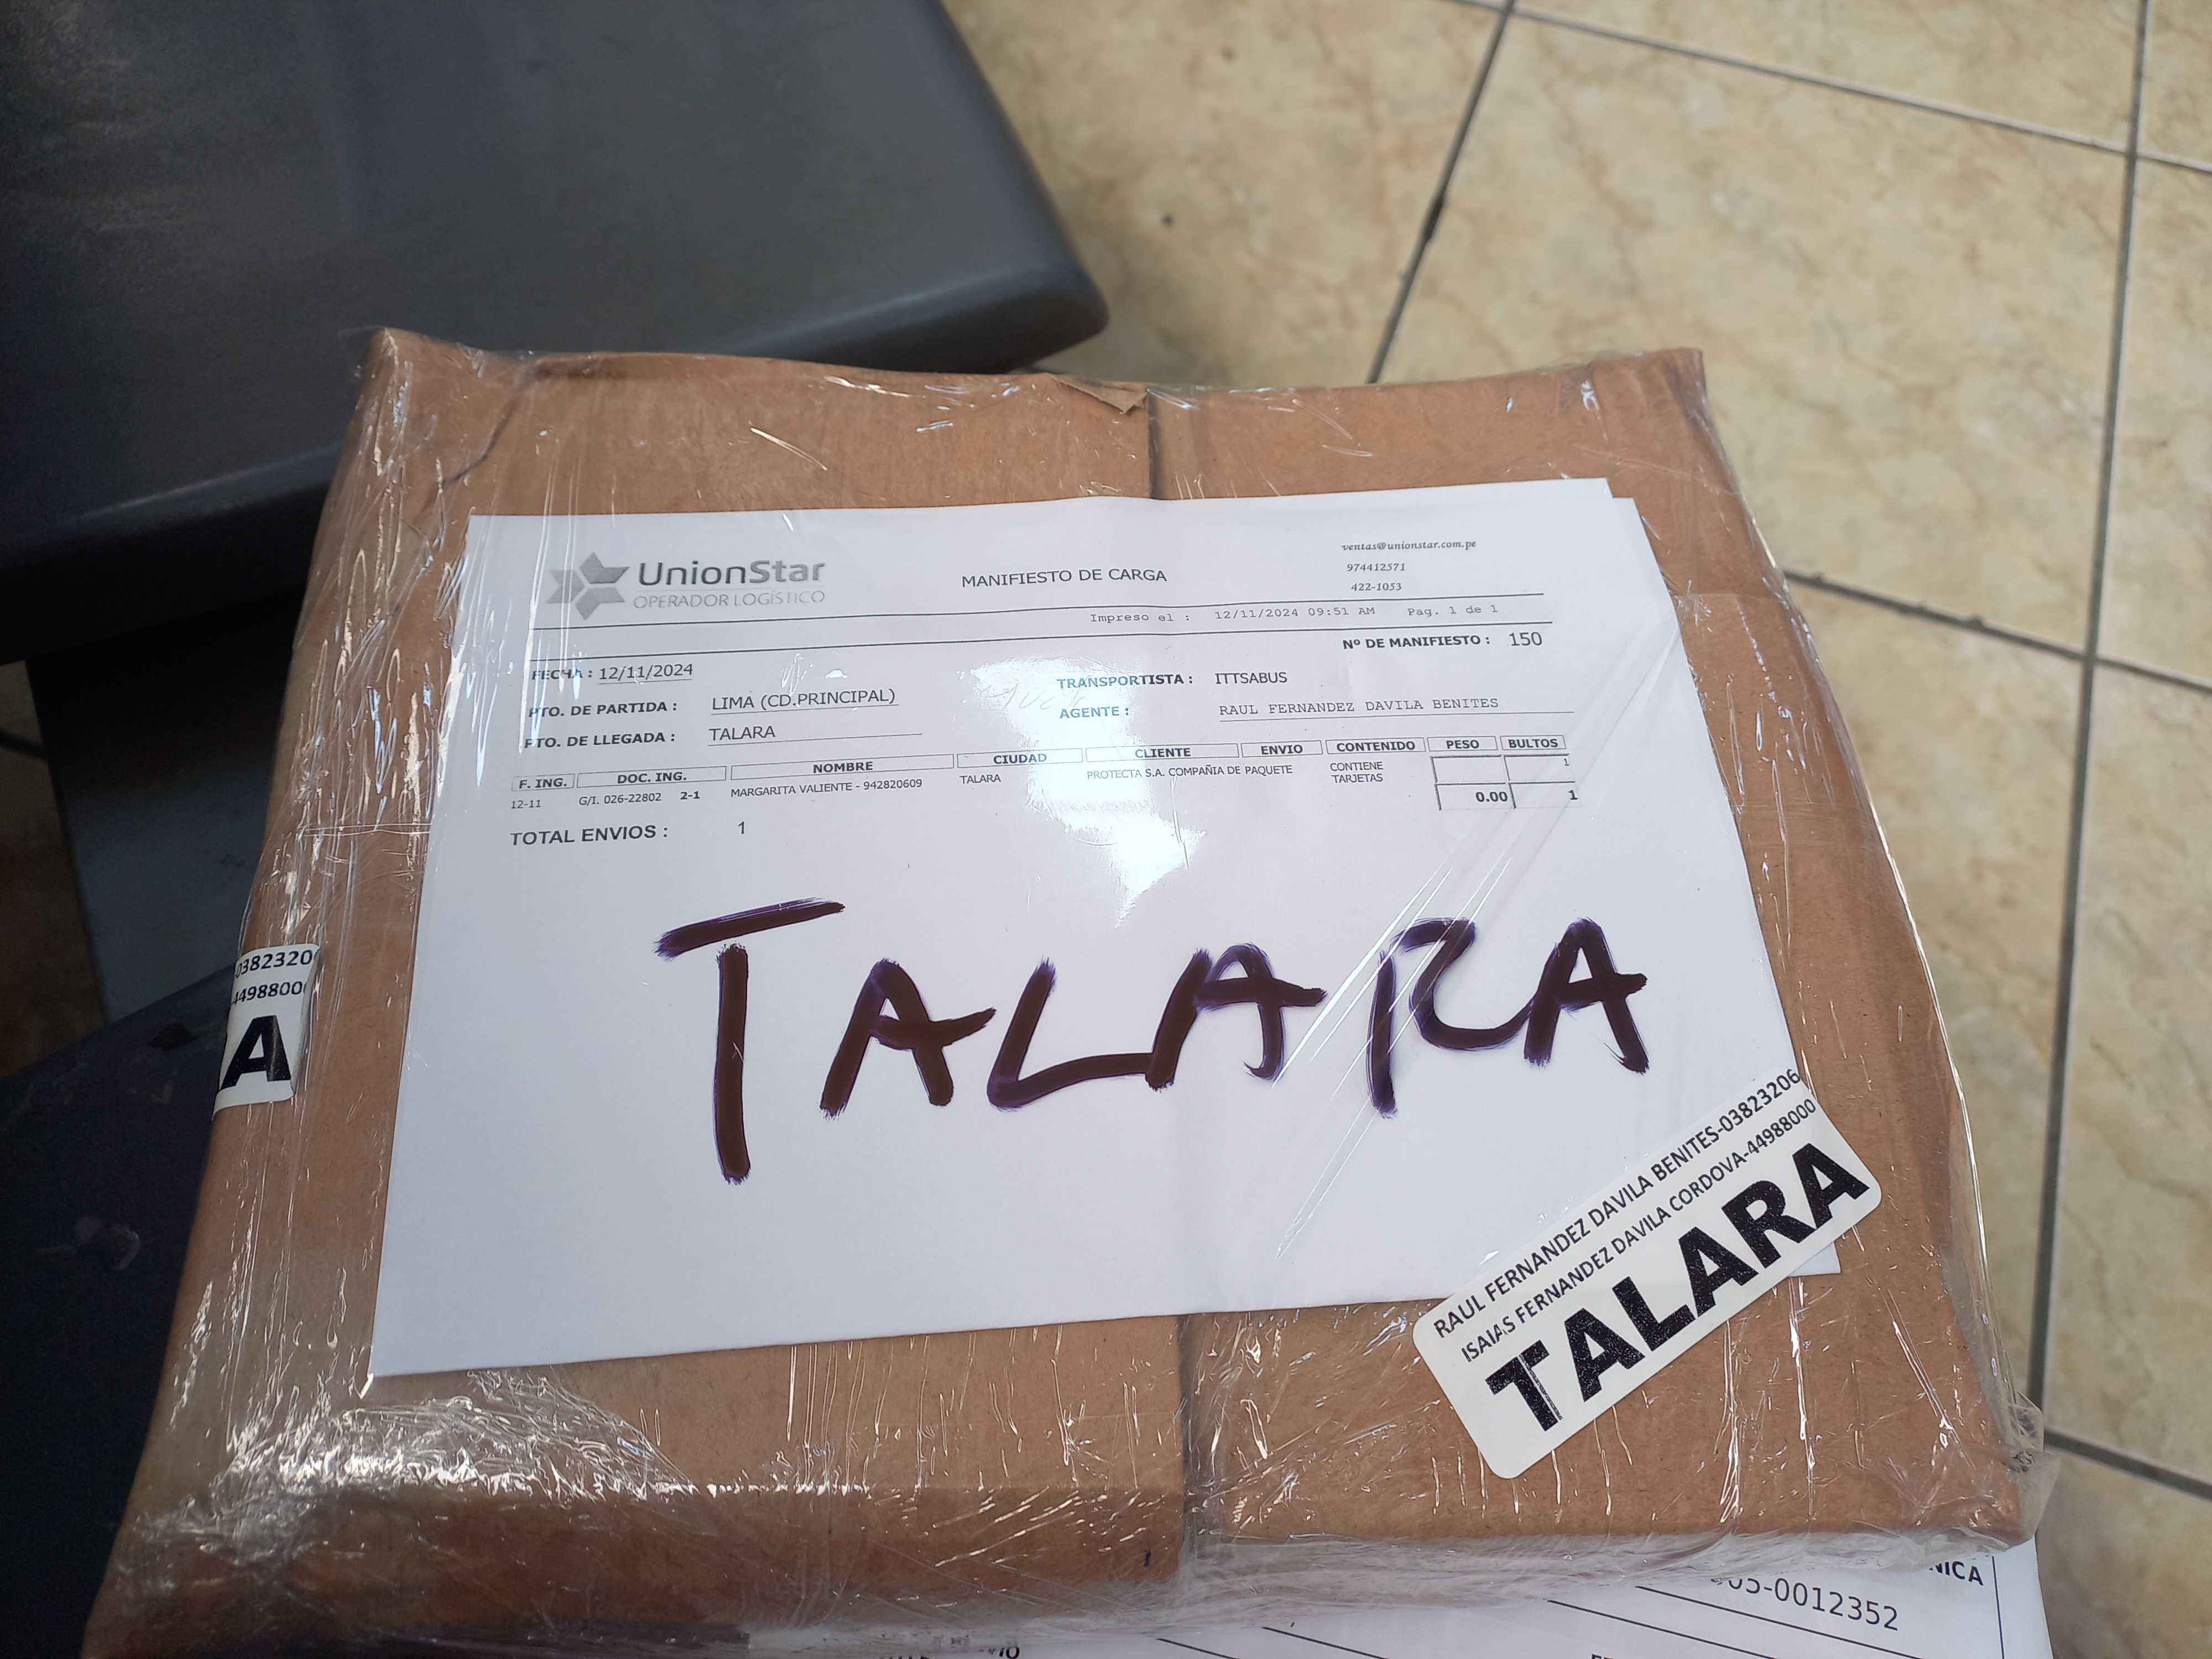 UnionStar
OPERADOR LOGÍSTICO
MANIFIESTO DE CARGA
ventas@unionstar.com.pe
974412571
422-1053
Impreso el : 12/11/2024 09:51 AM Pag. 1 de 1
Nº DE MANIFIESTO : 150
FECHA : 12/11/2024
PTO. DE PARTIDA : LIMA (CD.PRINCIPAL) TRANSPORTISTA : ITTSABUS
PTO. DE LLEGADA : TALARA AGENTE : RAUL FERNANDEZ DAVILA BENITES
F. ING. DOC. ING. NOMBRE CIUDAD CLIENTE ENVIO CONTENIDO PESO BULTOS
12-11 G/I. 026-22802 2-1 MARGARITA VALIENTE - 942820609 TALARA PROTECTA S.A. COMPAÑIA DE PAQUETE CONTIENE 1
TARJETAS
0.00 1
TOTAL ENVIOS : 1
TALARA
0382320
4498800
A
RAUL FERNANDEZ DAVILA BENITES-03823206
ISAIAS FERNANDEZ DAVILA CORDOVA-44988000
TALARA
NICA
05-0012352